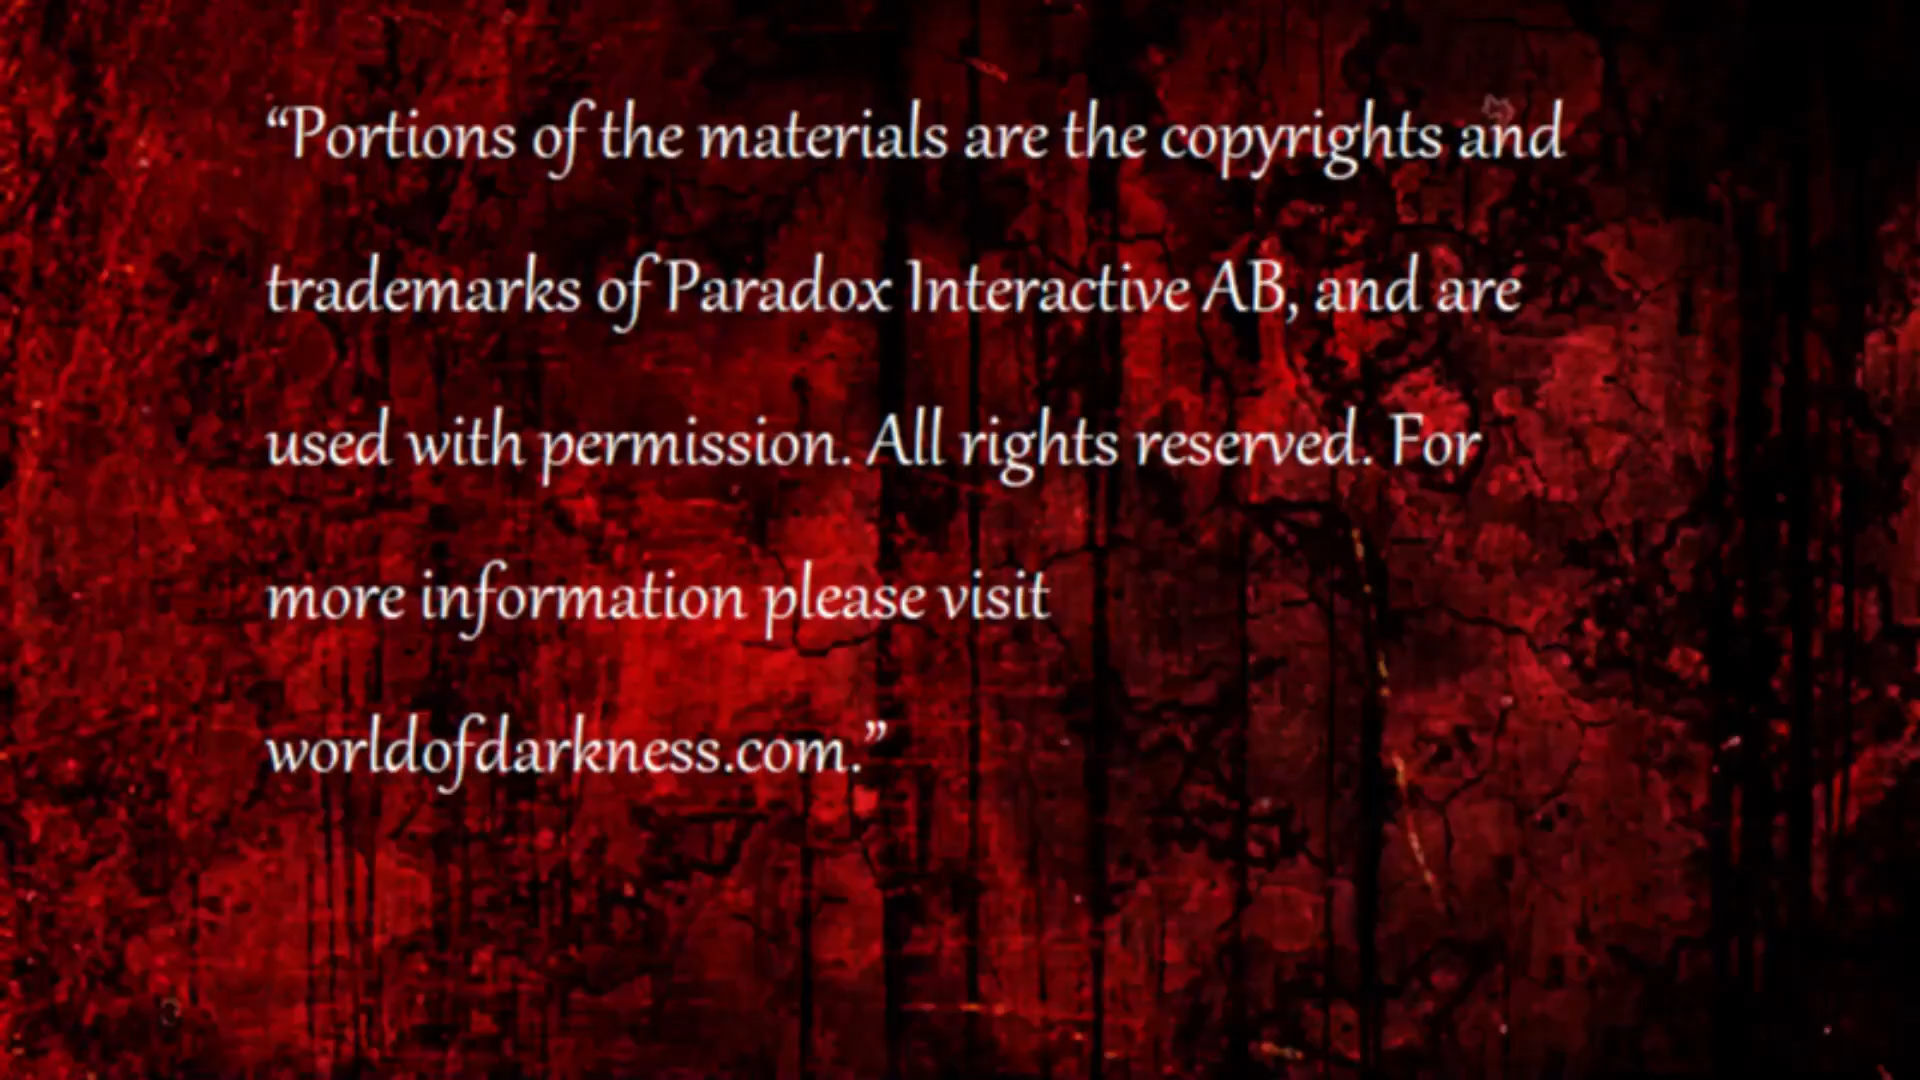 “Portions of the materials are the copyrights and
trademarks of Paradox Interactive AB, and are
used with permission. All rights reserved. For
more information please visit
worldofdarkness.com.”